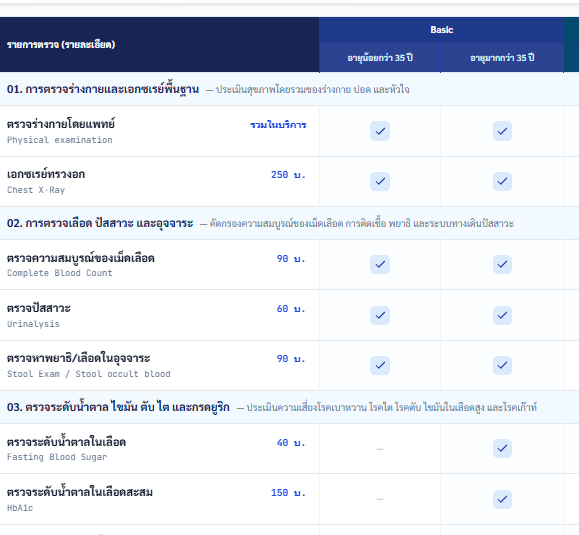 รายการตรวจ (รายละเอียด)
Basic
อายุน้อยกว่า 35 ปี
อายุมากกว่า 35 ปี
01. การตรวจร่างกายและเอกซเรย์พื้นฐาน — ประเมินสุขภาพโดยรวมของร่างกาย ปอด และหัวใจ
ตรวจร่างกายโดยแพทย์
รวมในบริการ
Physical examination
เอกซเรย์ทรวงอก
250 บ.
Chest X-Ray
02. การตรวจเลือด ปัสสาวะ และอุจจาระ — คัดกรองความสมบูรณ์ของเม็ดเลือด การติดเชื้อ พยาธิ และระบบทางเดินปัสสาวะ
ตรวจความสมบูรณ์ของเม็ดเลือด
90 บ.
Complete Blood Count
ตรวจปัสสาวะ
60 บ.
Urinalysis
ตรวจหาพยาธิ/เลือดในอุจจาระ
90 บ.
Stool Exam / Stool occult blood
03. ตรวจระดับน้ำตาล ไขมัน ตับ ไต และกรดยูริก — ประเมินความเสี่ยงโรคเบาหวาน โรคไต โรคตับ ไขมันในเลือดสูง และโรคเก๊าท์
ตรวจระดับน้ำตาลในเลือด
40 บ.
—
Fasting Blood Sugar
ตรวจระดับน้ำตาลในเลือดสะสม
150 บ.
—
HbA1c